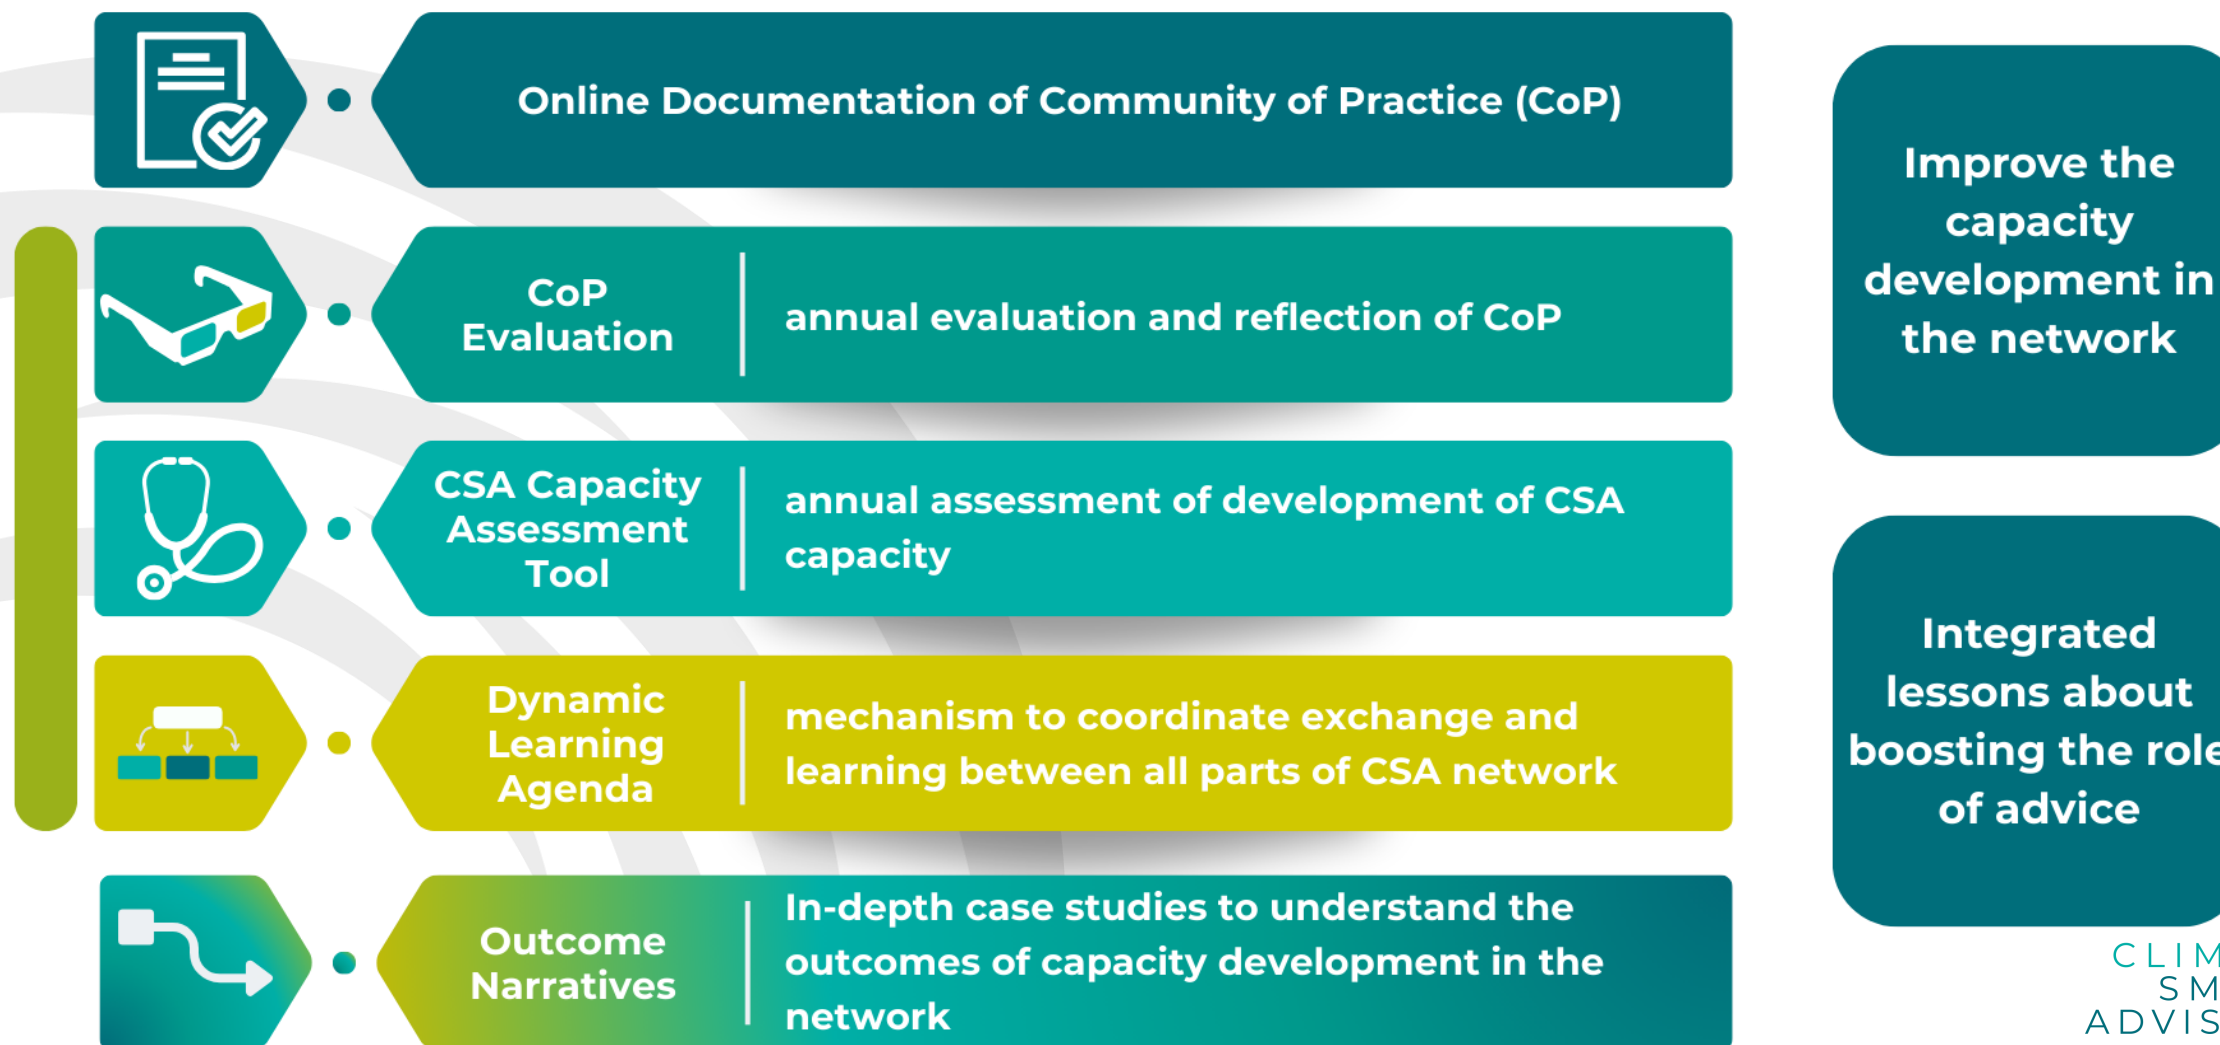 Online Documentation of Community of Practice (CoP)
CoP
Evaluation
annual evaluation and reflection of CoP
CSA Capacity
Assessment
Tool
annual assessment of development of CSA
capacity
Dynamic
Learning
Agenda
mechanism to coordinate exchange and
learning between all parts of CSA network
Outcome
Narratives
In-depth case studies to understand the
outcomes of capacity development in the
network
Improve the
capacity
development in
the network
Integrated
lessons about
boosting the role
of advice